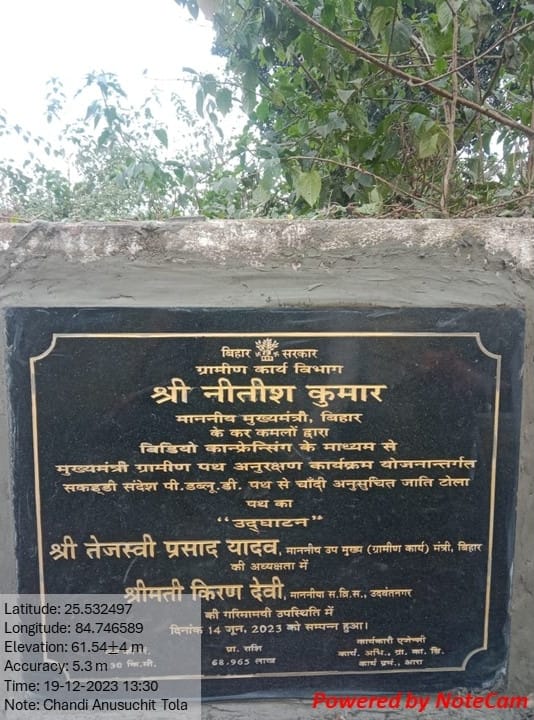 बिहार सरकार
ग्रामीण कार्य विभाग
श्री नीतीश कुमार
माननीय मुख्यमंत्री, बिहार
के कर कमलों द्वारा
बिडियो कान्फ्रेन्सिंग के माध्यम से
मुख्यमंत्री ग्रामीण पथ अनुरक्षण कार्यक्रम योजनान्तर्गत
सकड्डी संदेश पी.डब्लू.डी. पथ से चाँदी अनुसुचित जाति टोला
पथ का
‘‘उद्घाटन’’
श्री तेजस्वी प्रसाद यादव, माननीय उप मुख्य (ग्रामीण कार्य) मंत्री, बिहार
की अध्यक्षता में
श्रीमती किरण देवी, माननीया स.वि.स., उदवंतनगर
की गरिमामयी उपस्थिति में
दिनांक 14 जून, 2023 को सम्पन्न हुआ।
प्रा. राशि कार्यकारी एजेन्सी
कि.मी. 68.965 लाख कार्य. अभि., ग्रा. का. वि.
कार्य प्रमं., आरा
Latitude: 25.532497
Longitude: 84.746589
Elevation: 61.54±4 m
Accuracy: 5.3 m
Time: 19-12-2023 13:30
Note: Chandi Anusuchit Tola
Powered by NoteCam